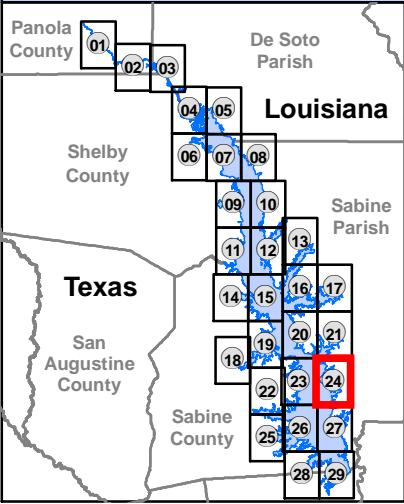 Panola
County
01
02
03
De Soto
Parish
04
05
Louisiana
06
07
08
Shelby
County
09
10
Sabine
Parish
11
12
13
Texas
14
15
16
17
San
Augustine
County
18
19
20
21
22
23
24
Sabine
County
25
26
27
28
29